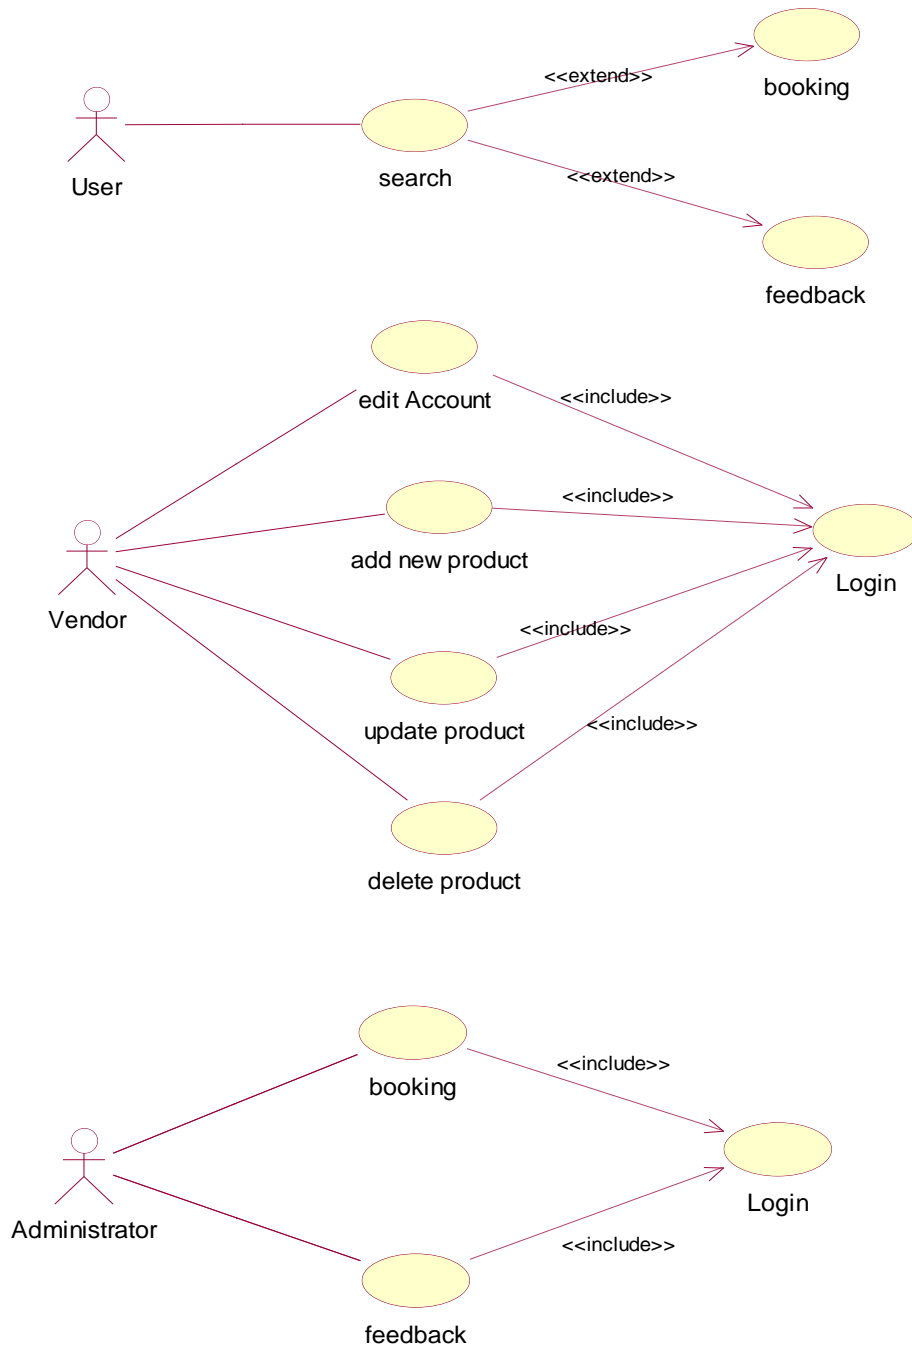 booking
<<extend>>
User
search
<<extend>>
feedback
edit Account
<<include>>
<<include>>
add new product
Login
Vendor
<<include>>
update product
<<include>>
delete product
booking
<<include>>
Login
Administrator
<<include>>
feedback